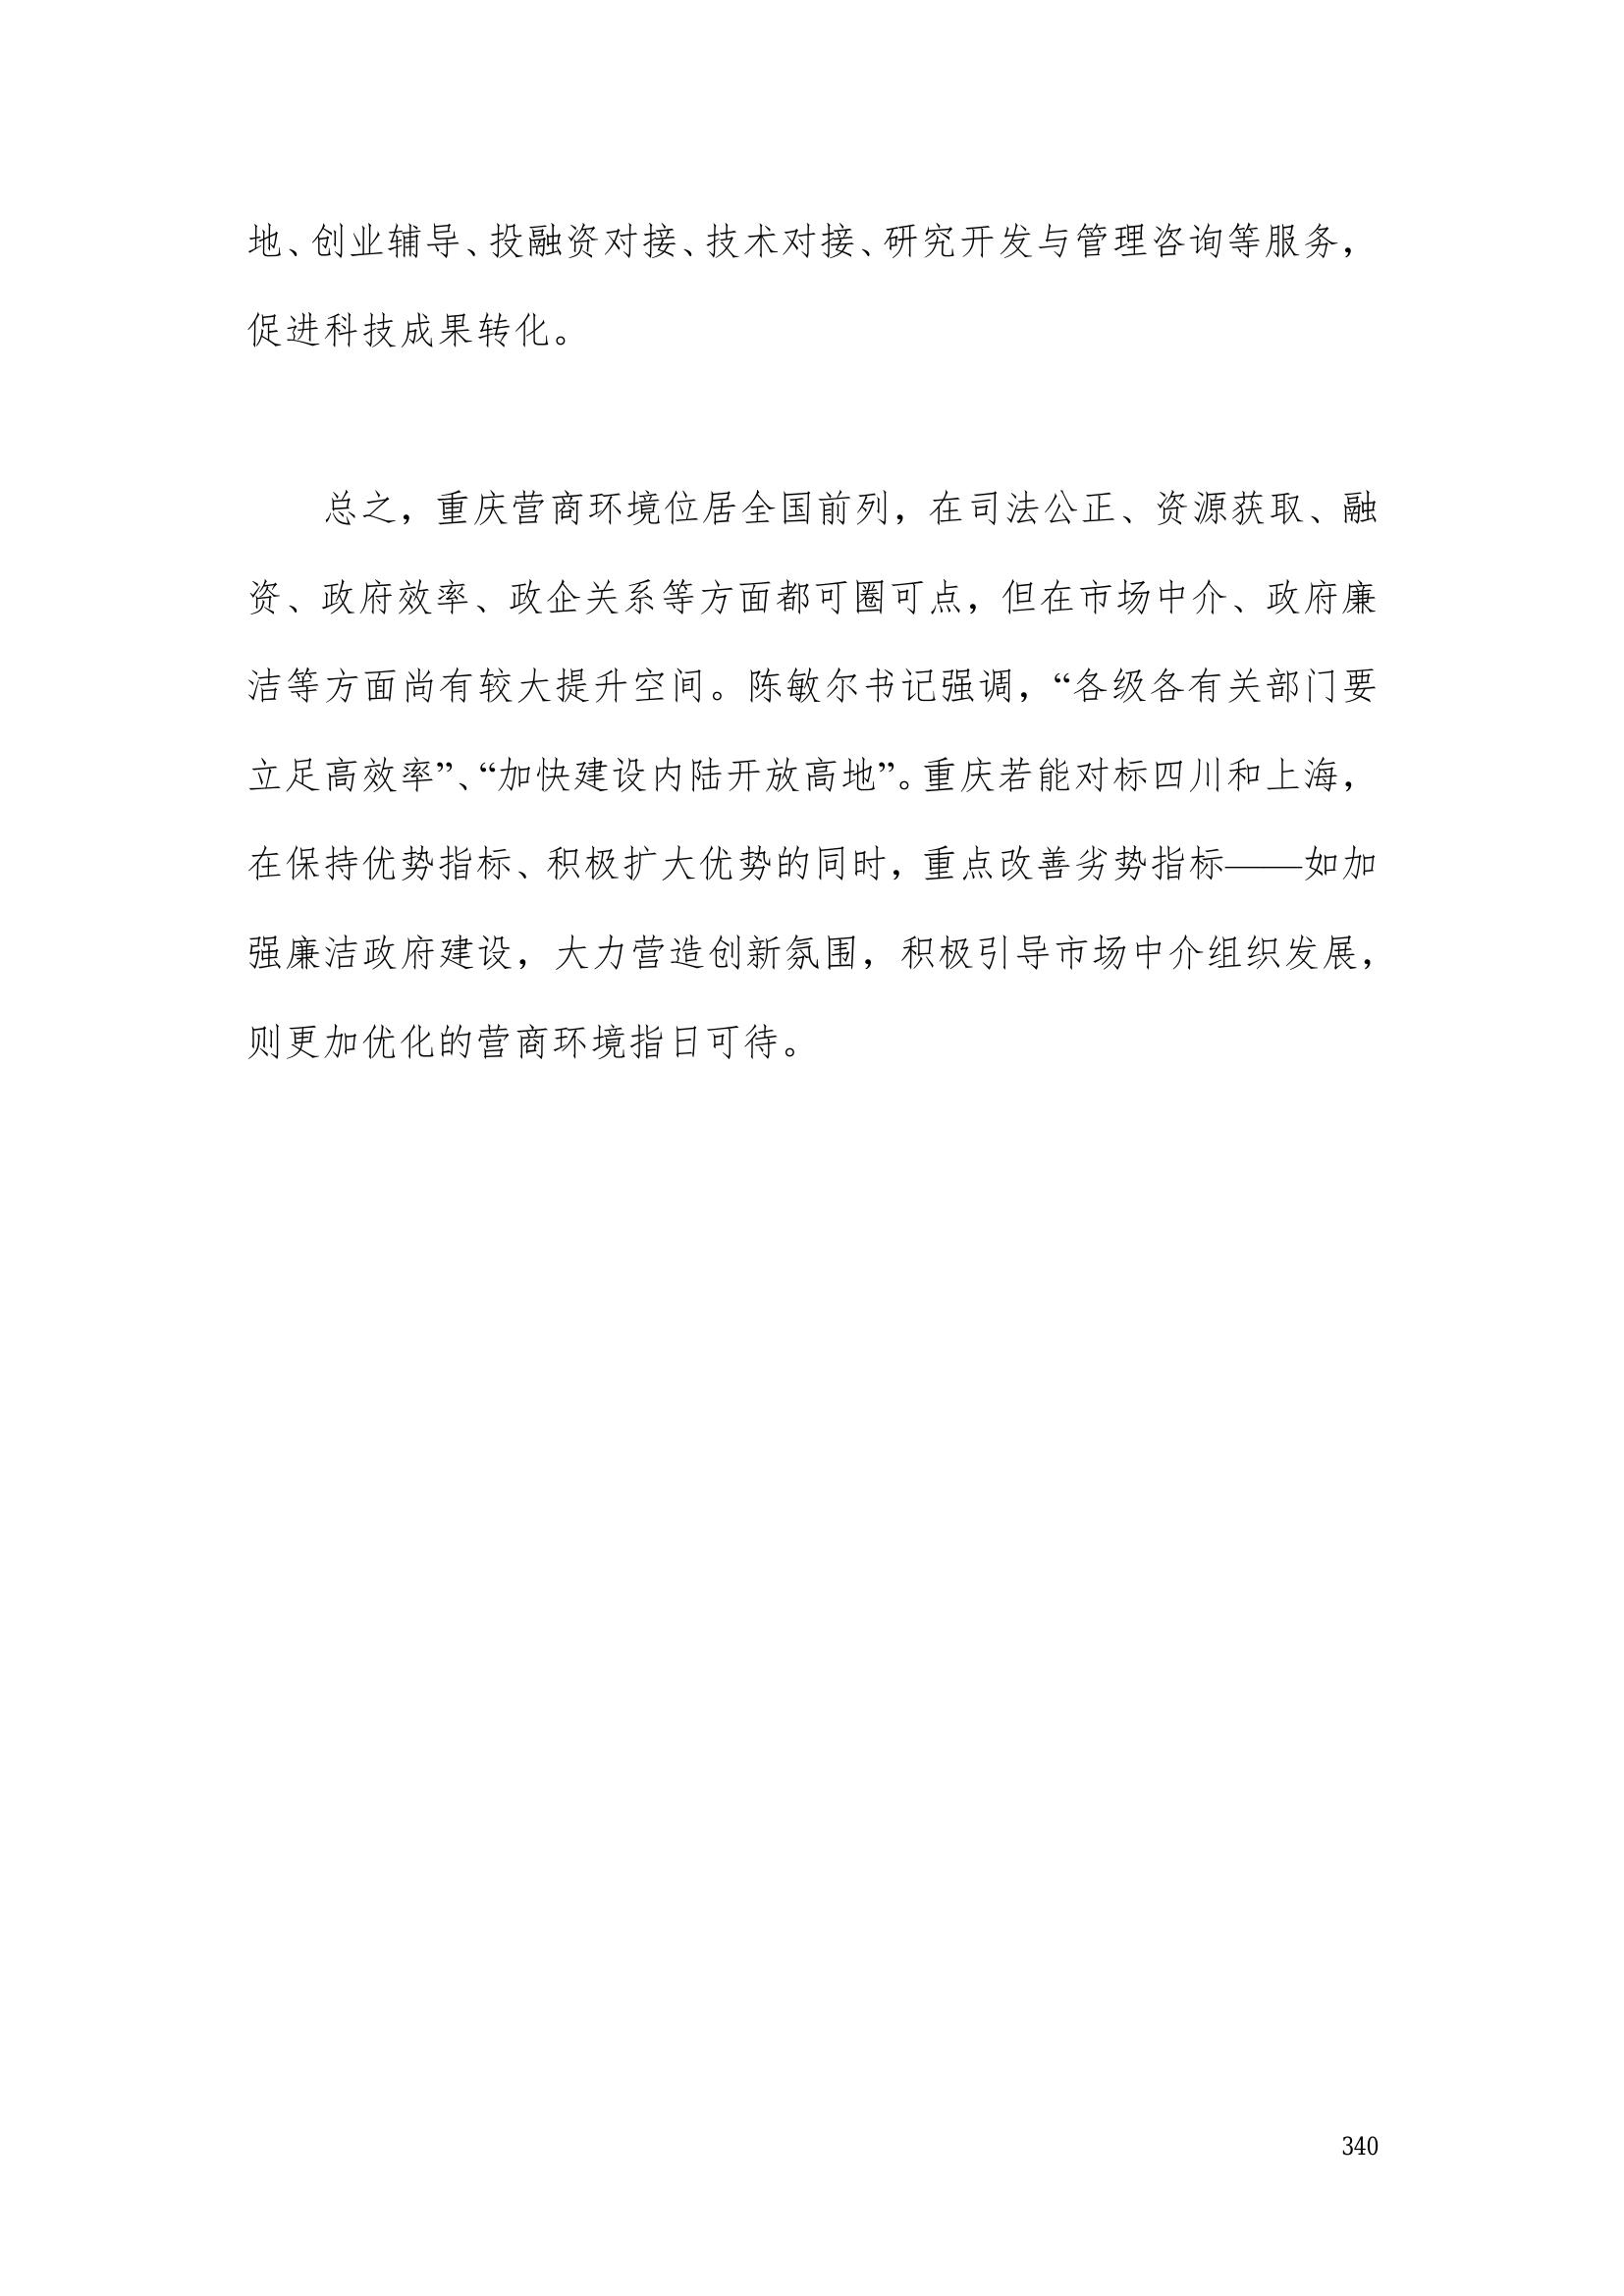 地、创业辅导、投融资对接、技术对接、研究开发与管理咨询等服务，
促进科技成果转化。
总之，重庆营商环境位居全国前列，在司法公正、资源获取、融
资、政府效率、政企关系等方面都可圈可点，但在市场中介、政府廉
洁等方面尚有较大提升空间。陈敏尔书记强调，“各级各有关部门要
立足高效率”、“加快建设内陆开放高地”。重庆若能对标四川和上海，
在保持优势指标、积极扩大优势的同时，重点改善劣势指标——如加
强廉洁政府建设，大力营造创新氛围，积极引导市场中介组织发展，
则更加优化的营商环境指日可待。
340